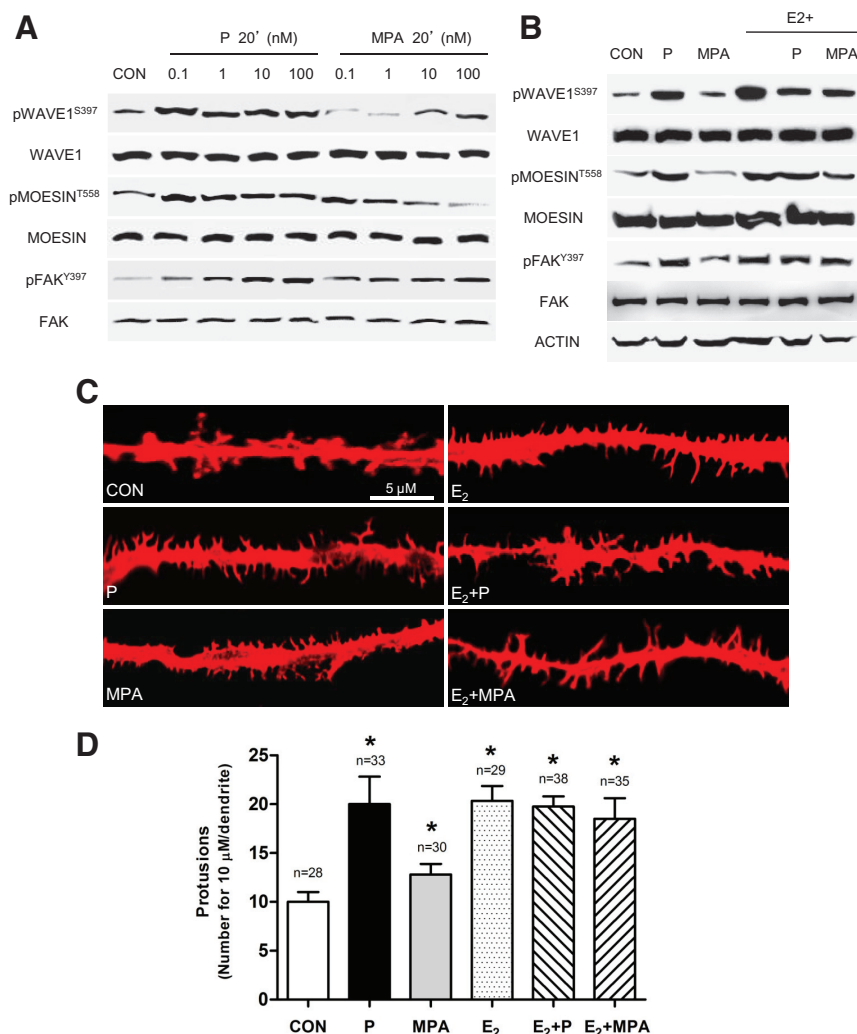 A
P 20' (nM) MPA 20' (nM)
CON 0.1 1 10 100 0.1 1 10 100
pWAVE1S397
WAVE1
pMOESINT558
MOESIN
pFAKY397
FAK
B
E2+
CON P MPA P MPA
pWAVE1S397
WAVE1
pMOESINT558
MOESIN
pFAKY397
FAK
ACTIN
C
CON
5 µM
E2
P
E2+P
MPA
E2+MPA
D
Protusions
(Number for 10 µM/dendrite)
25
20
15
10
5
0
n=28
*
n=33
*
n=30
*
n=29
*
n=38
*
n=35
CON P MPA E2 E2+P E2+MPA